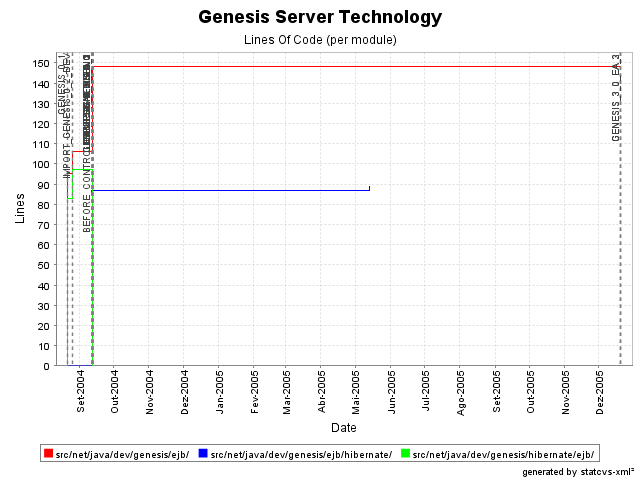 Genesis Server Technology
Lines Of Code (per module)
Lines
150
140
130
120
110
100
90
80
70
60
50
40
30
20
10
0
GENESIS_3_0_EA_3
Set-2004
Out-2004
Nov-2004
Dez-2004
Jan-2005
Fev-2005
Mar-2005
Abr-2005
Mai-2005
Jun-2005
Jul-2005
Ago-2005
Set-2005
Out-2005
Nov-2005
Dez-2005
Date
src/net/java/dev/genesis/ejb/
src/net/java/dev/genesis/ejb/hibernate/
src/net/java/dev/genesis/hibernate/ejb/
generated by statcvs-xml²